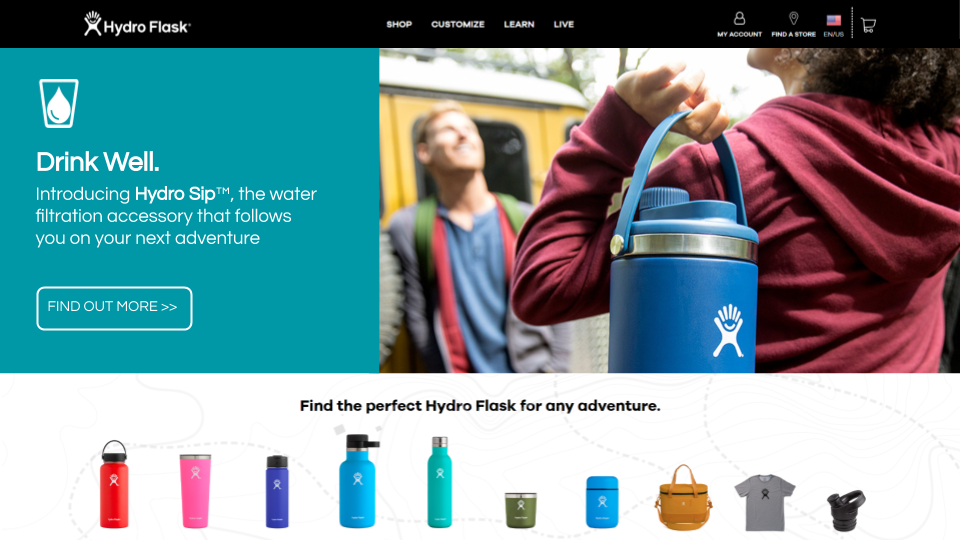 Hydro Flask
SHOP CUSTOMIZE LEARN LIVE
MY ACCOUNT FIND A STORE EN/US
Drink Well.
Introducing Hydro Sip™, the water
filtration accessory that follows
you on your next adventure
FIND OUT MORE >>
Find the perfect Hydro Flask for any adventure.